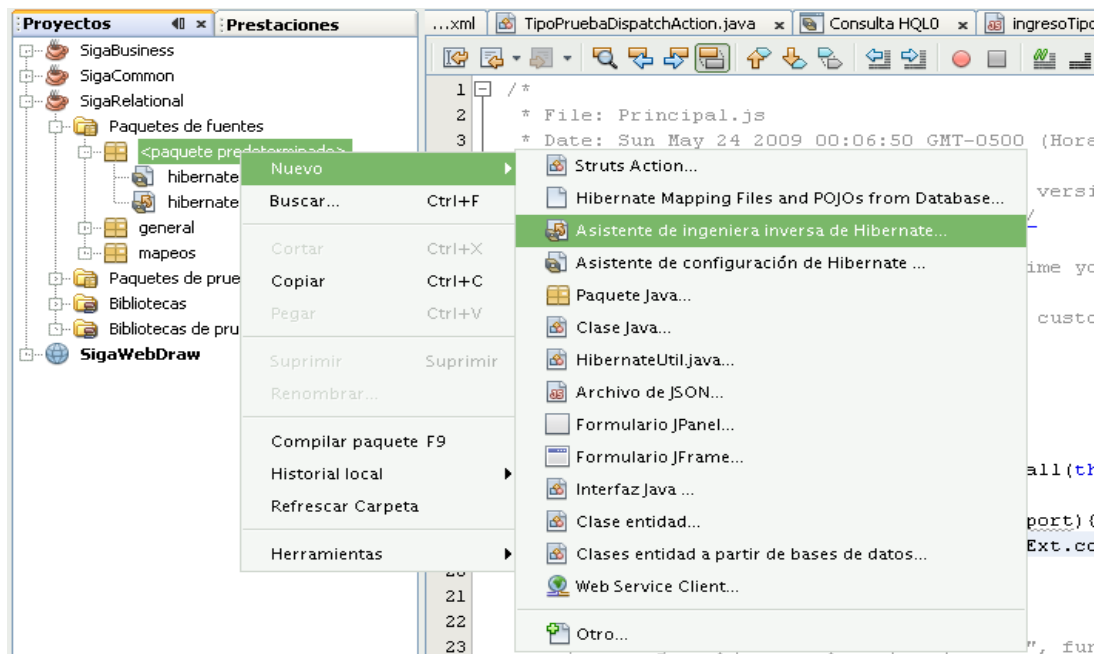 Proyectos
Prestaciones
SigaBusiness
SigaCommon
SigaRelational
Paquetes de fuentes
<paquete predeterminado>
hibernate
hibernate
general
mapeos
Paquetes de prue
Bibliotecas
Bibliotecas de pru
SigaWebDraw
...xml TipoPruebaDispatchAction.java Consulta HQL0 ingresoTipo
1 /*
2 * File: Principal.js
3 * Date: Sun May 24 2009 00:06:50 GMT-0500 (Hora
versi
/
ime yo
custo
all(th
port){
Ext.co
20
21
22
23
", fun
Nuevo
Buscar... Ctrl+F
Cortar Ctrl+X
Copiar Ctrl+C
Pegar Ctrl+V
Suprimir Suprimir
Renombrar...
Compilar paquete F9
Historial local
Refrescar Carpeta
Herramientas
Struts Action...
Hibernate Mapping Files and POJOs from Database...
Asistente de ingeniera inversa de Hibernate...
Asistente de configuración de Hibernate ...
Paquete Java...
Clase Java...
HibernateUtil.java...
Archivo de JSON...
Formulario JPanel...
Formulario JFrame...
Interfaz Java ...
Clase entidad...
Clases entidad a partir de bases de datos...
Web Service Client...
Otro...